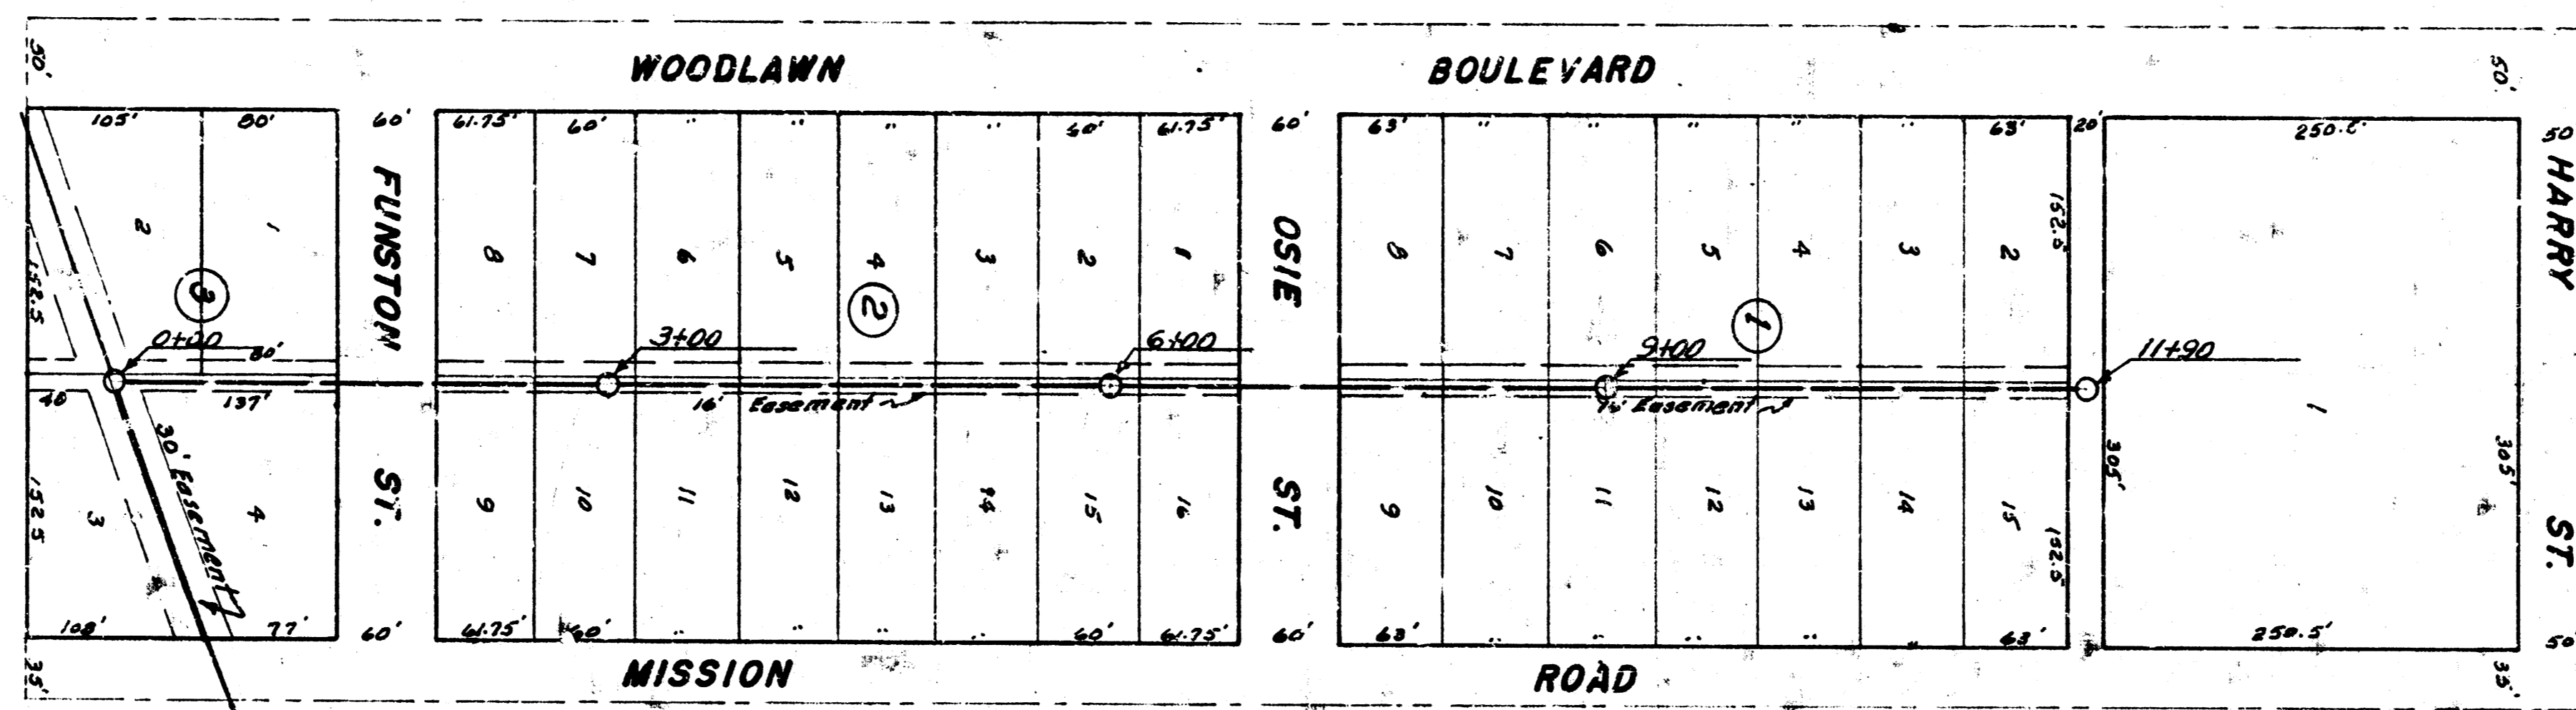 WOODLAWN BOULEVARD
50'
50'
105' 80' 60' 61.75' 60' " " " " 60' 61.75' 60' 63' " " " " " 63' 20' 50
FUNSTON ST.
OSIE ST.
HARRY ST.
2 1
8 7 6 5 4 3 2 1
8 7 6 5 4 3 2
152.5
152.5'
3
2
1
0+00
80'
3+00
6+00
9+00
11+90
40 137'
16' Easement
Easement
1
305'
305'
30' Easement
152.5
3 4
9 10 11 12 13 14 15 16
9 10 11 12 13 14 15
152.5'
108' 77' 60' 61.75' 60' " " " " 60' 61.75' 60' 63' " " " " " 63' 250.5' 50
35'
35'
MISSION ROAD